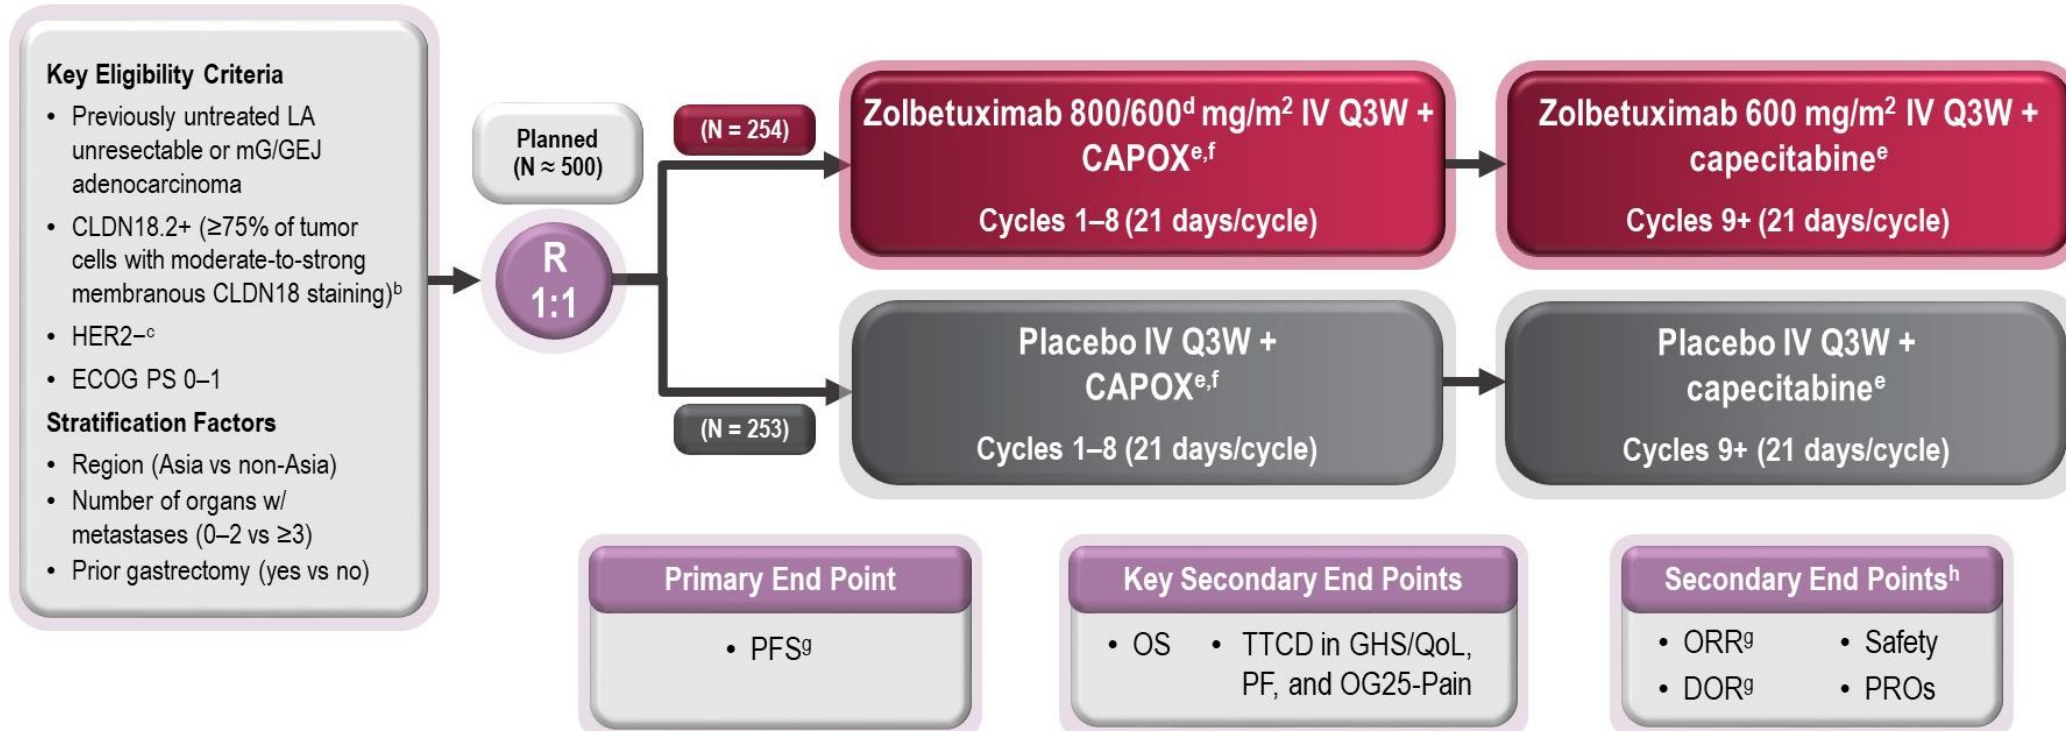 Key Eligibility Criteria
• Previously untreated LA
unresectable or mG/GEJ
adenocarcinoma
• CLDN18.2+ (≥75% of tumor
cells with moderate-to-strong
membranous CLDN18 staining)ᵇ
• HER2−ᶜ
• ECOG PS 0–1
Stratification Factors
• Region (Asia vs non-Asia)
• Number of organs w/
metastases (0–2 vs ≥3)
• Prior gastrectomy (yes vs no)
Planned
(N ≈ 500)
R
1:1
(N = 254)
Zolbetuximab 800/600ᵈ mg/m² IV Q3W +
CAPOXᵉ,ᶠ
Cycles 1–8 (21 days/cycle)
Zolbetuximab 600 mg/m² IV Q3W +
capecitabineᵉ
Cycles 9+ (21 days/cycle)
(N = 253)
Placebo IV Q3W +
CAPOXᵉ,ᶠ
Cycles 1–8 (21 days/cycle)
Placebo IV Q3W +
capecitabineᵉ
Cycles 9+ (21 days/cycle)
Primary End Point
• PFSᵍ
Key Secondary End Points
• OS
• TTCD in GHS/QoL,
PF, and OG25-Pain
Secondary End Pointsʰ
• ORRᵍ
• DORᵍ
• Safety
• PROs